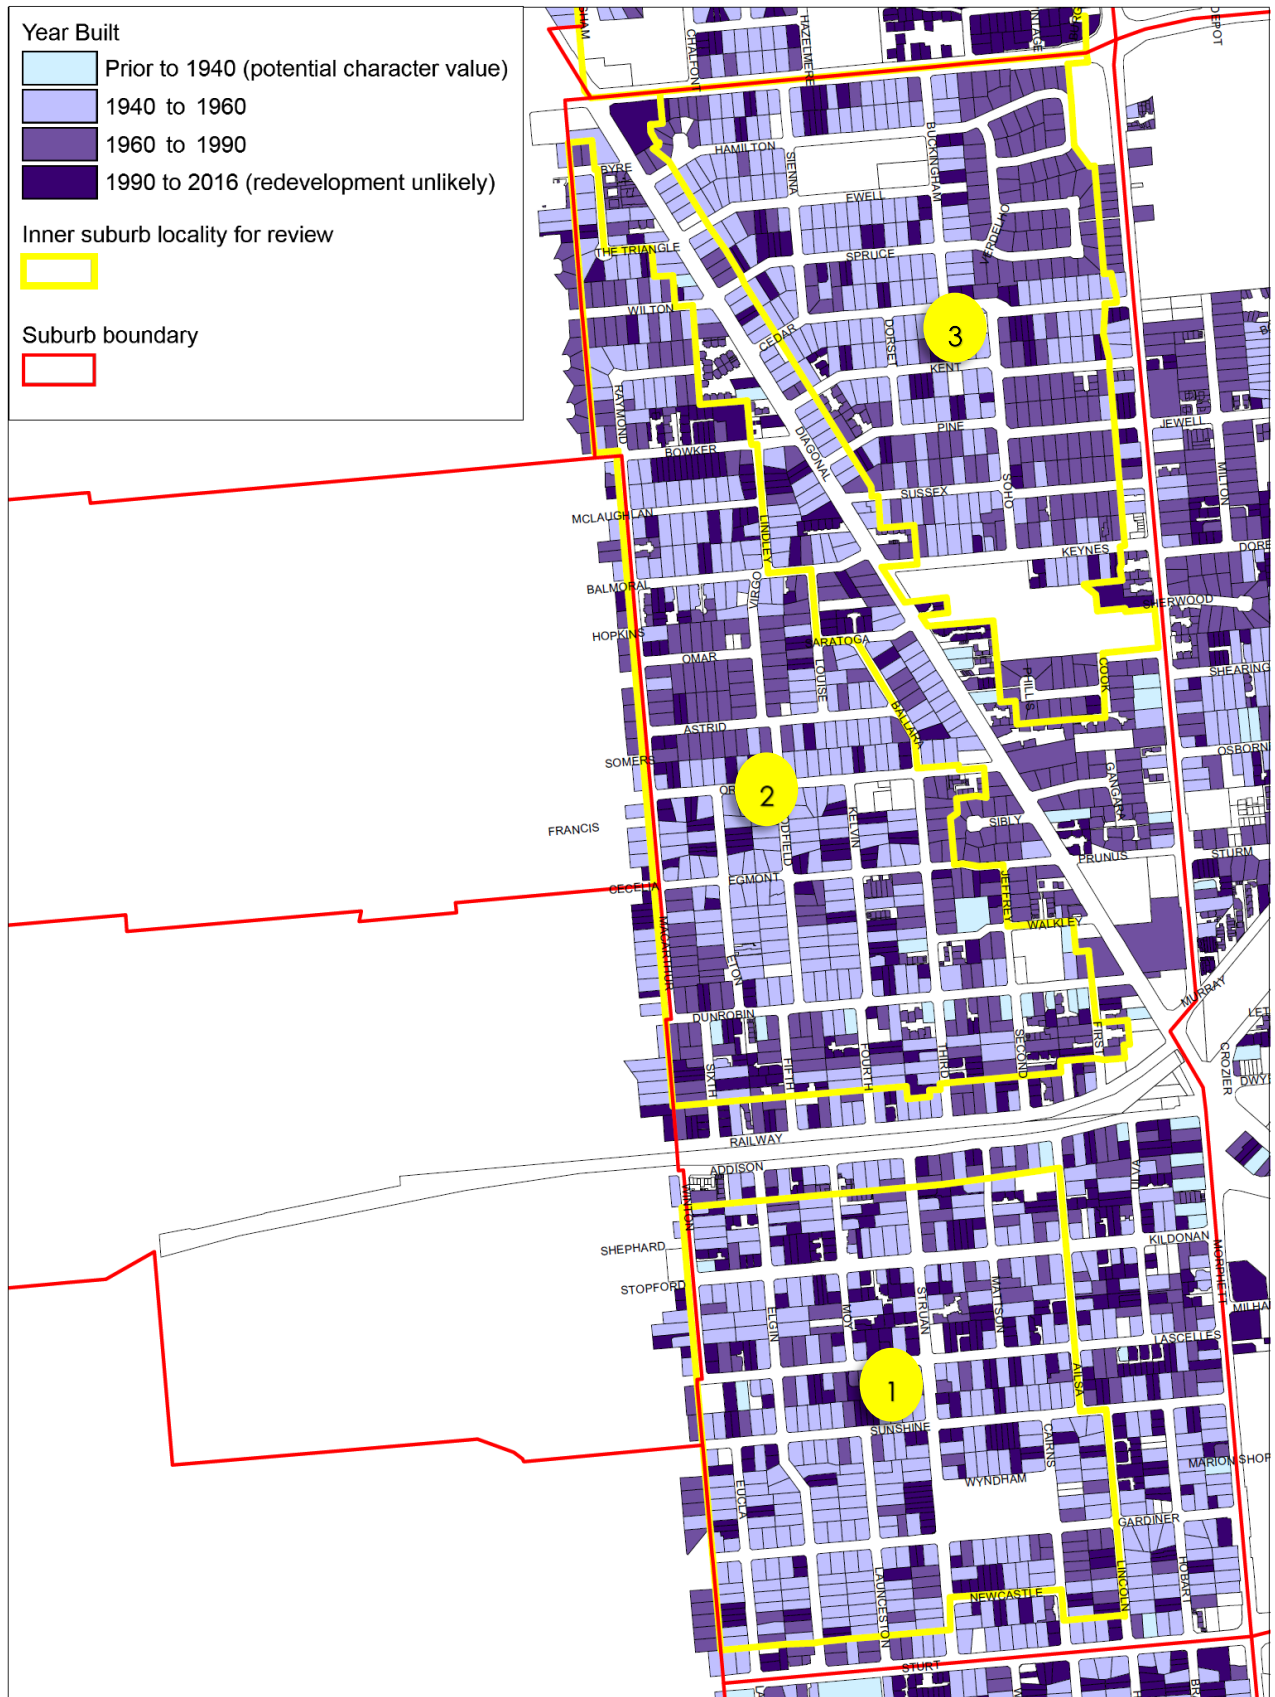 Year Built
Prior to 1940 (potential character value)
1940 to 1960
1960 to 1990
1990 to 2016 (redevelopment unlikely)
Inner suburb locality for review
Suburb boundary
CHALFONT
HAZELMERE
DEPOT
HAMILTON
SIENNA
BUCKINGHAM
BYRE
EWELL
VERDELHO
THE TRIANGLE
SPRUCE
WILTON
CEDAR
DORSET
3
KENT
RAYMOND
DIAGONAL
PINE
JEWELL
BOWKER
MILTON
SUSSEX
SOHO
MCLAUGHLAN
LINDLEY
KEYNES
DORE
BALMORAL
VIRGO
SHERWOOD
HOPKINS
SARATOGA
OMAR
LOUISE
PHILLIS
COOK
SHEARING
BALLARA
ASTRID
SOMERS
OSBORN
GANGARA
2
KELVIN
SIBLY
FRANCIS
PRUNUS
STURM
CECELIA
EGMONT
JEFFREY
MACARTHUR
WALKLEY
ETON
MURRAY
DUNROBIN
SIXTH
FIFTH
FOURTH
THIRD
SECOND
FIRST
CROZIER
LET
DWY
RAILWAY
ADDISON
WINTON
SHEPHARD
KILDONAN
MORPHETT
STOPFORD
ELGIN
MOY
STRUAN
MATTSON
MILHA
LASCELLES
AILSA
1
SUNSHINE
CAIRNS
MARION SHOP
EUCLA
WYNDHAM
GARDINER
LAUNCESTON
NEWCASTLE
LINCOLN
HOBART
STURT